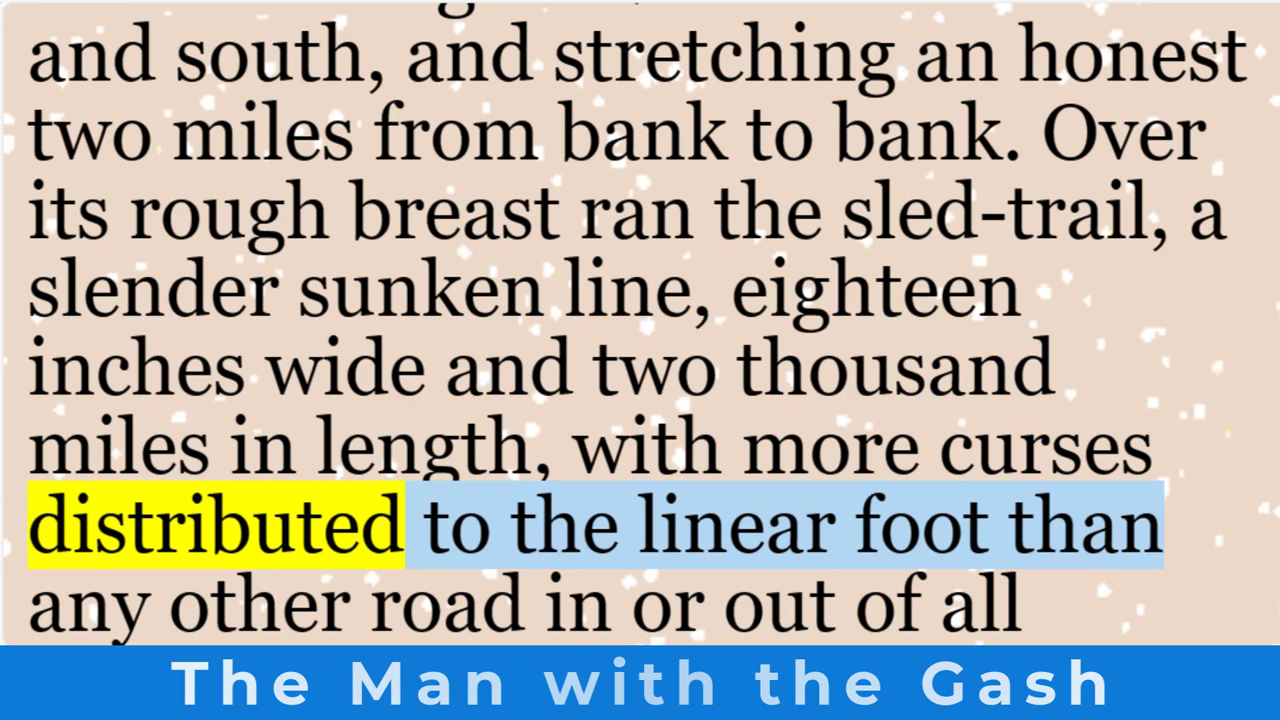 and south, and stretching an honest
two miles from bank to bank. Over
its rough breast ran the sled-trail, a
slender sunken line, eighteen
inches wide and two thousand
miles in length, with more curses
distributed to the linear foot than
any other road in or out of all
The Man with the Gash